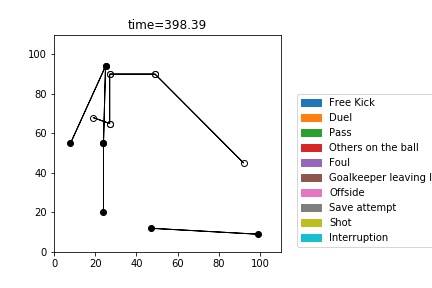 time=398.39
100
80
60
40
20
0
0 20 40 60 80 100
Free Kick
Duel
Pass
Others on the ball
Foul
Goalkeeper leaving l
Offside
Save attempt
Shot
Interruption